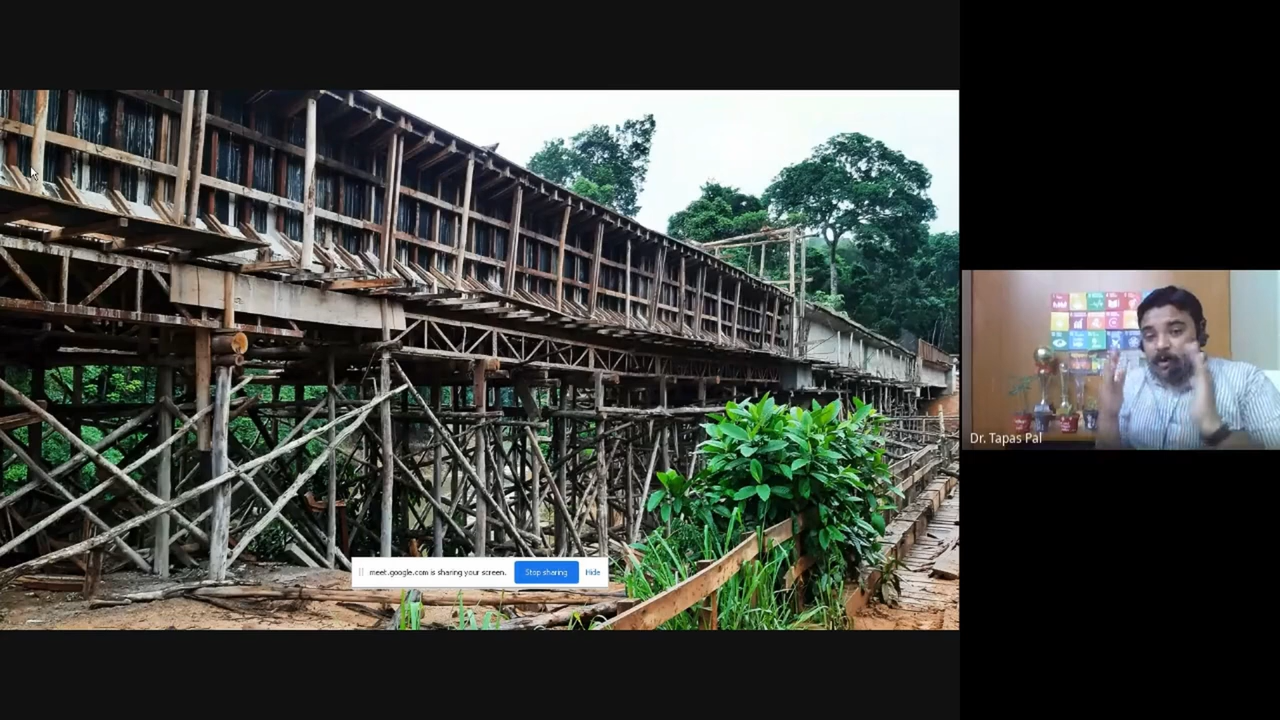 meet.google.com is sharing your screen.
Stop sharing
Hide
Dr. Tapas Pal